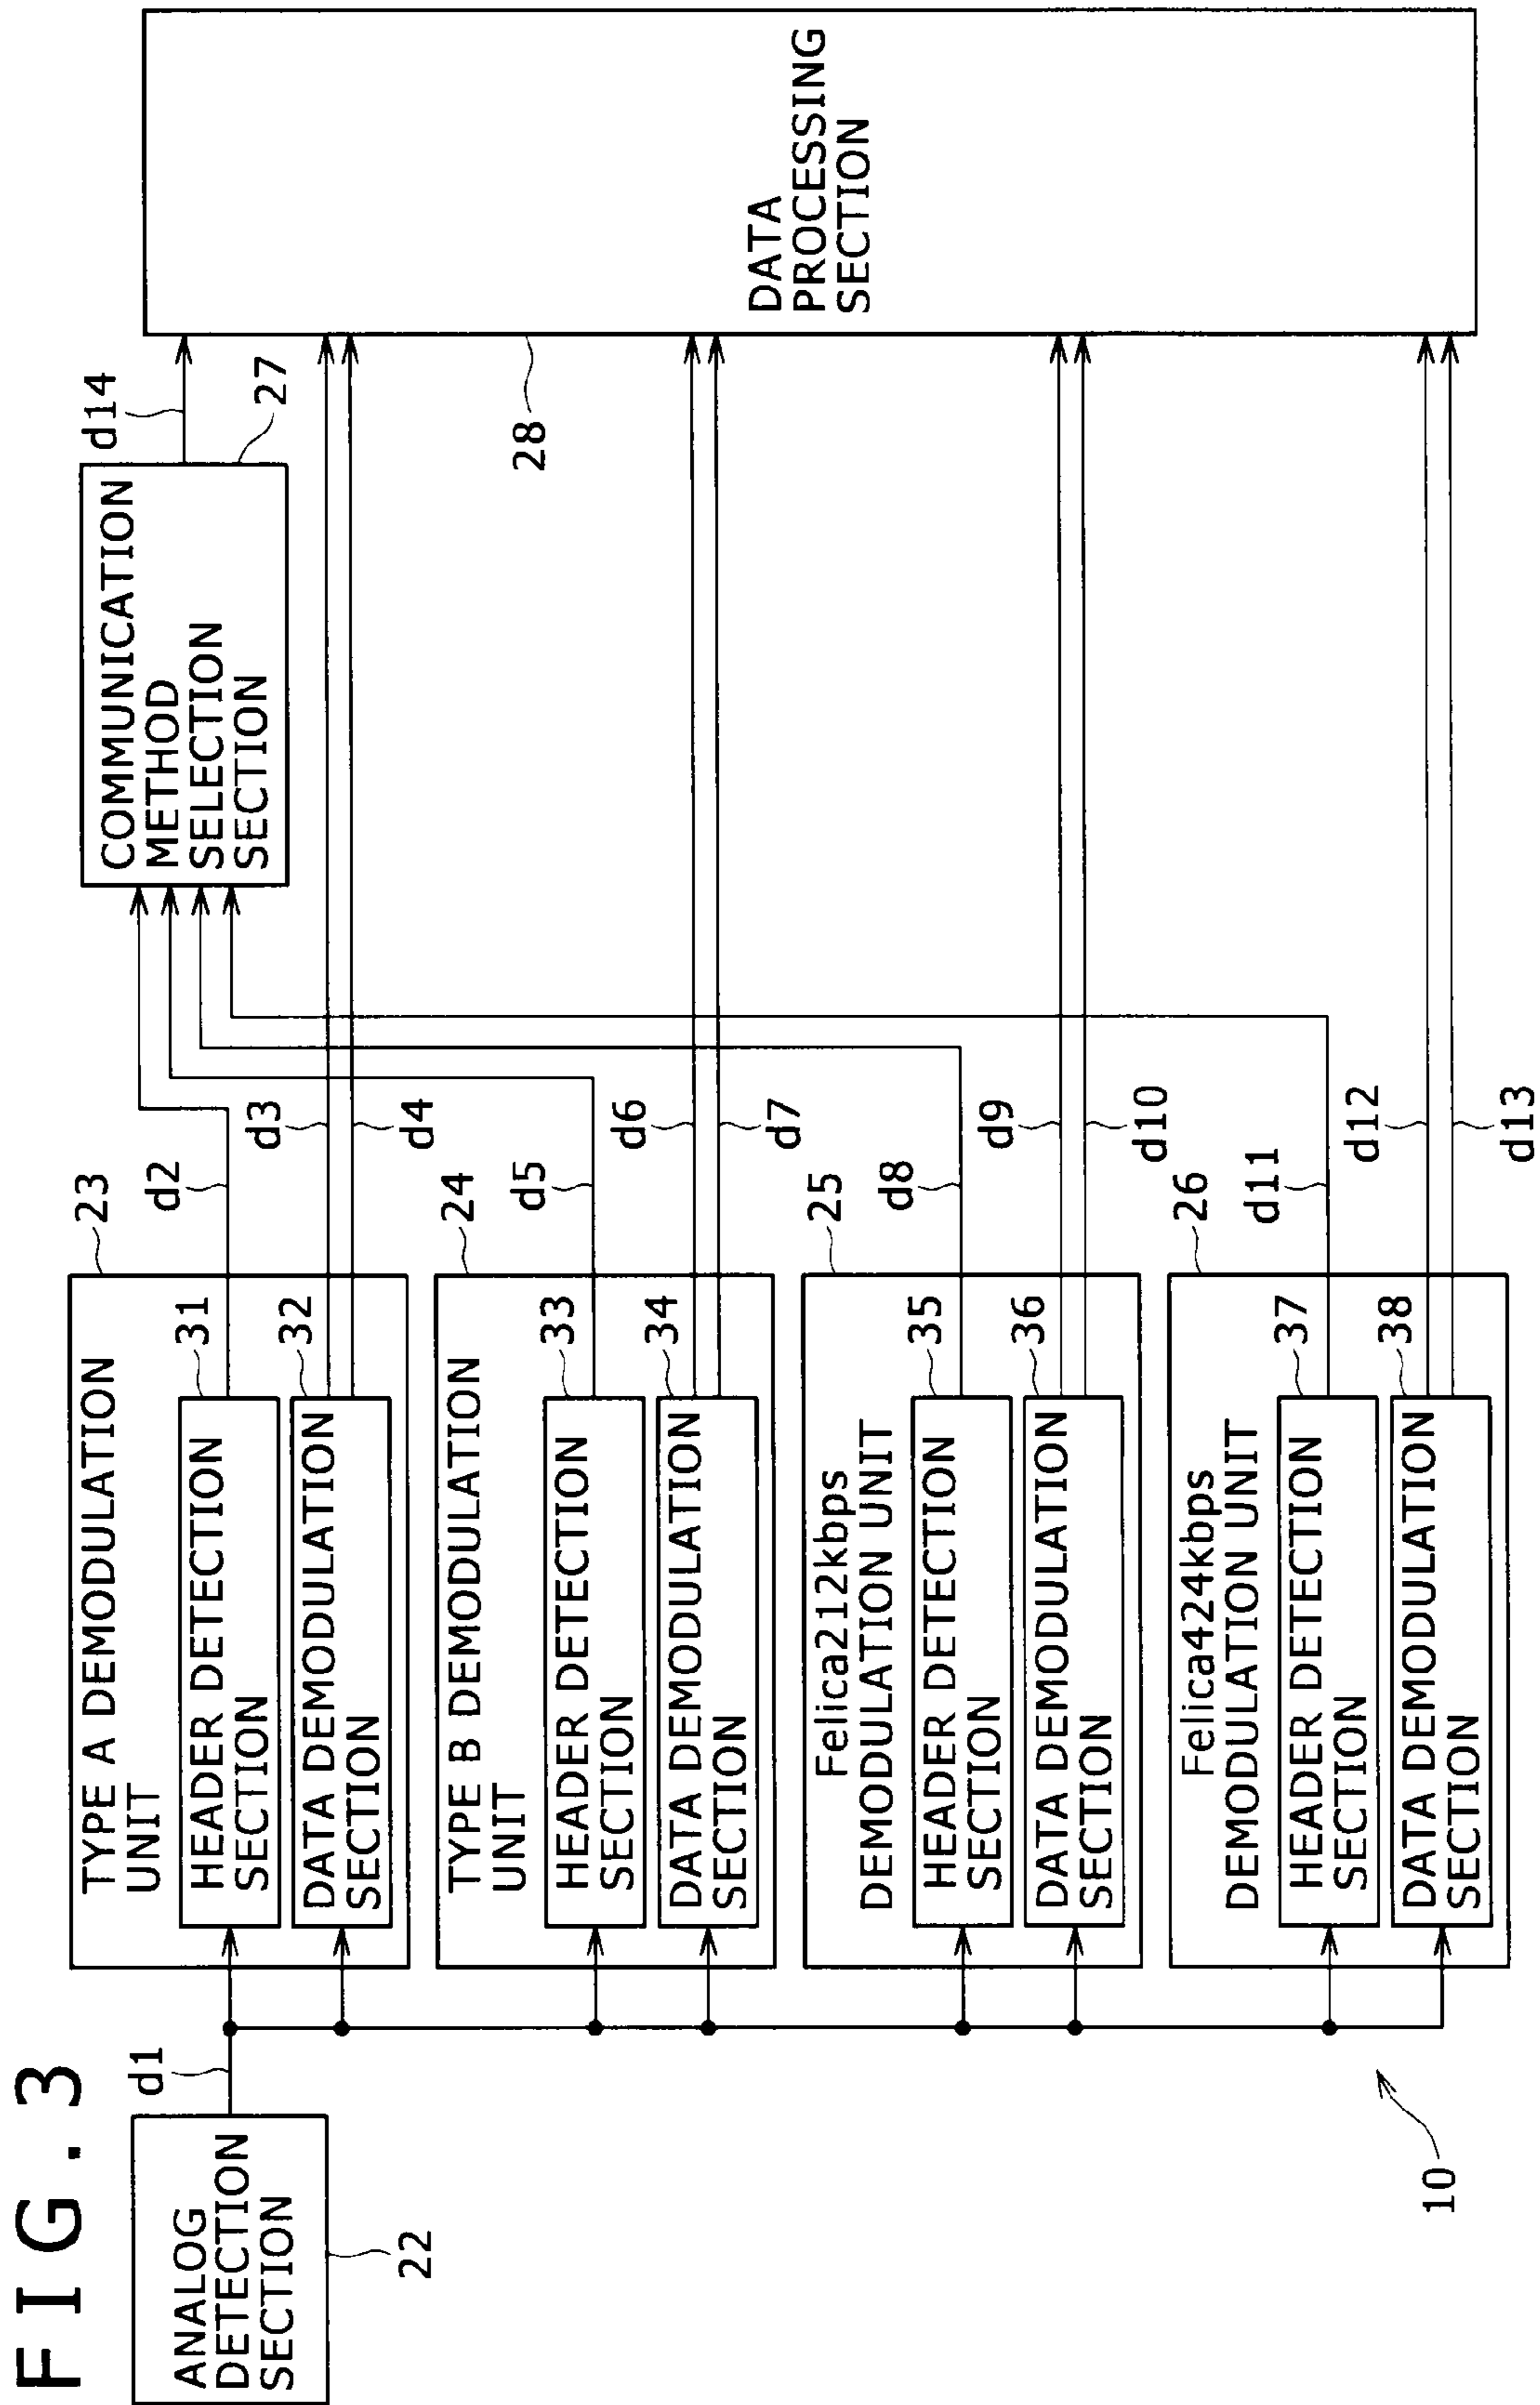 FIG.3
ANALOG
DETECTION
SECTION
22
d1
10
TYPE A DEMODULATION
UNIT
23
HEADER DETECTION
SECTION
31
DATA DEMODULATION
SECTION
32
d2
d3
d4
TYPE B DEMODULATION
UNIT
24
HEADER DETECTION
SECTION
33
DATA DEMODULATION
SECTION
34
d5
d6
d7
Felica212kbps
DEMODULATION UNIT
25
HEADER DETECTION
SECTION
35
DATA DEMODULATION
SECTION
36
d8
d9
d10
Felica424kbps
DEMODULATION UNIT
26
HEADER DETECTION
SECTION
37
DATA DEMODULATION
SECTION
38
d11
d12
d13
COMMUNICATION
METHOD
SELECTION
SECTION
27
d14
28
DATA
PROCESSING
SECTION